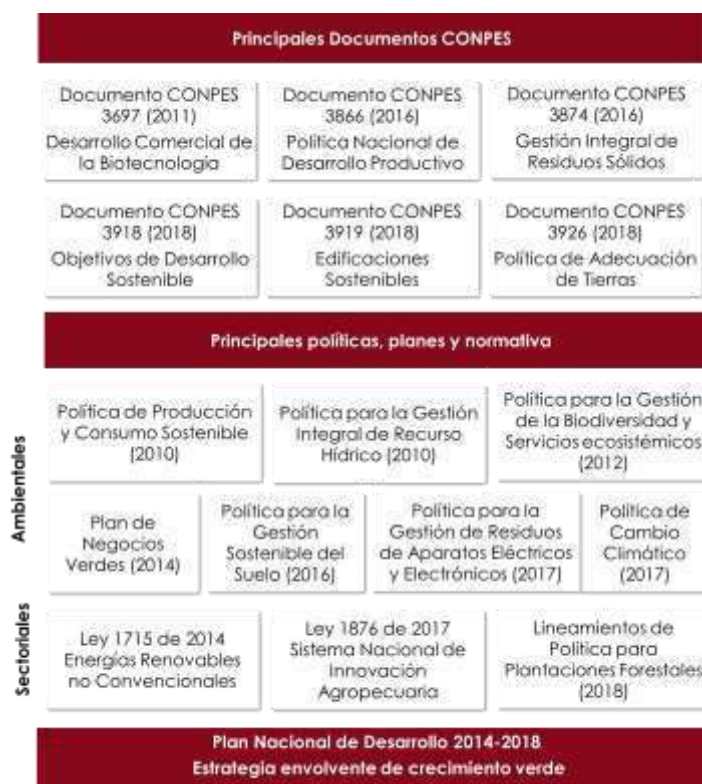 Principales Documentos CONPES
Documento CONPES
3697 (2011)
Desarrollo Comercial de
la Biotecnología
Documento CONPES
3866 (2016)
Política Nacional de
Desarrollo Productivo
Documento CONPES
3874 (2016)
Gestión Integral de
Residuos Sólidos
Documento CONPES
3918 (2018)
Objetivos de Desarrollo
Sostenible
Documento CONPES
3919 (2018)
Edificaciones
Sostenibles
Documento CONPES
3926 (2018)
Política de Adecuación
de Tierras
Principales políticas, planes y normativa
Ambientales
Política de Producción
y Consumo Sostenible
(2010)
Política para la Gestión
Integral de Recurso
Hídrico (2010)
Política para la Gestión
de la Biodiversidad y
Servicios ecosistémicos
(2012)
Plan de
Negocios
Verdes (2014)
Política para la
Gestión
Sostenible del
Suelo (2016)
Política para la
Gestión de Residuos
de Aparatos Eléctricos
y Electrónicos (2017)
Política de
Cambio
Climático
(2017)
Sectoriales
Ley 1715 de 2014
Energías Renovables
no Convencionales
Ley 1876 de 2017
Sistema Nacional de
Innovación
Agropecuaria
Lineamientos de
Política para
Plantaciones Forestales
(2018)
Plan Nacional de Desarrollo 2014-2018
Estrategia envolvente de crecimiento verde